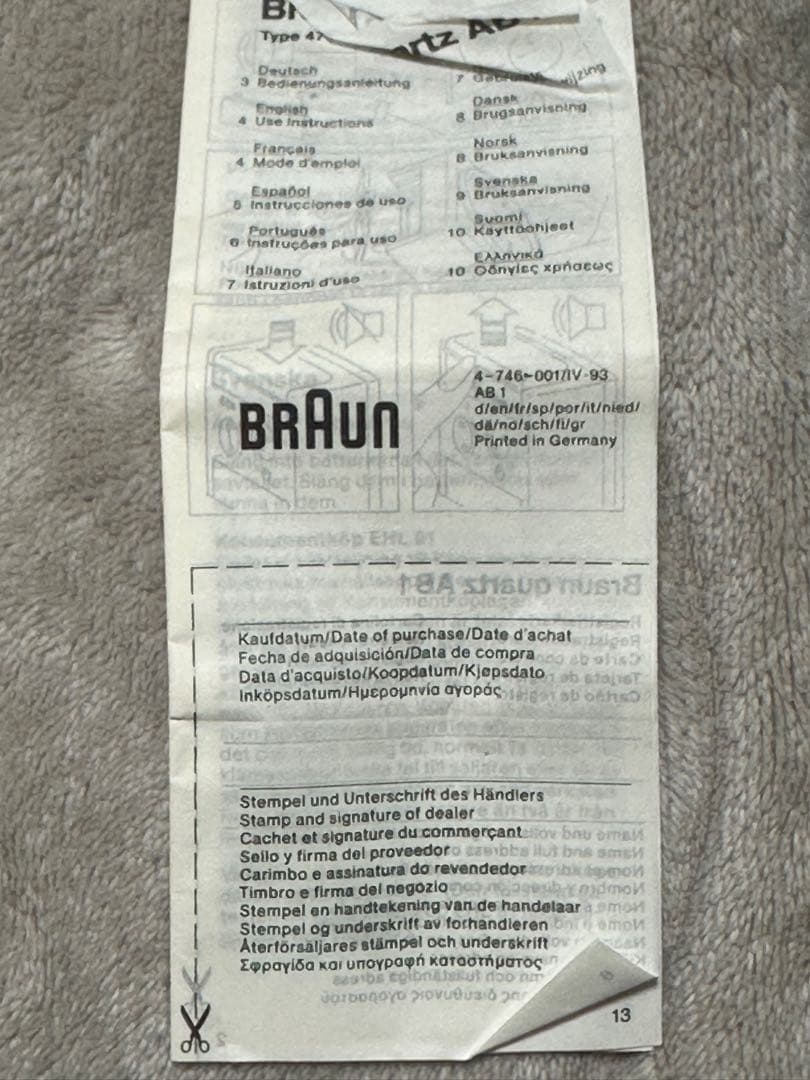 Type 47
rtz AB
Deutsch
3 Bedienungsanleitung
English
4 Use Instructions
Français
4 Mode d'emploi
Español
5 Instrucciones de uso
Português
6 Instruções para uso
Italiano
7 Istruzioni d'uso
7
Dansk
8 Brugsanvisning
Norsk
8 Bruksanvisning
Svenska
9 Bruksanvisning
Suomi
10 Käyttöohjeet
Ελληνικά
10 Οδηγίες χρήσεως
BRAUN
4-746-001/IV-93
AB 1
d/en/fr/sp/por/it/nied/
dä/no/sch/fi/gr
Printed in Germany
Braun quartz AB 1
Kaufdatum/Date of purchase/Date d'achat
Fecha de adquisición/Data de compra
Data d'acquisto/Koopdatum/Kjøpsdato
Inköpsdatum/Ημερομηνία αγοράς
Stempel und Unterschrift des Händlers
Stamp and signature of dealer
Cachet et signature du commerçant
Sello y firma del proveedor
Carimbo e assinatura do revendedor
Timbro e firma del negozio
Stempel en handtekening van de handelaar
Stempel og underskrift av forhandleren
Återförsäljares stämpel och underskrift
Σφραγίδα και υπογραφή καταστήματος
13